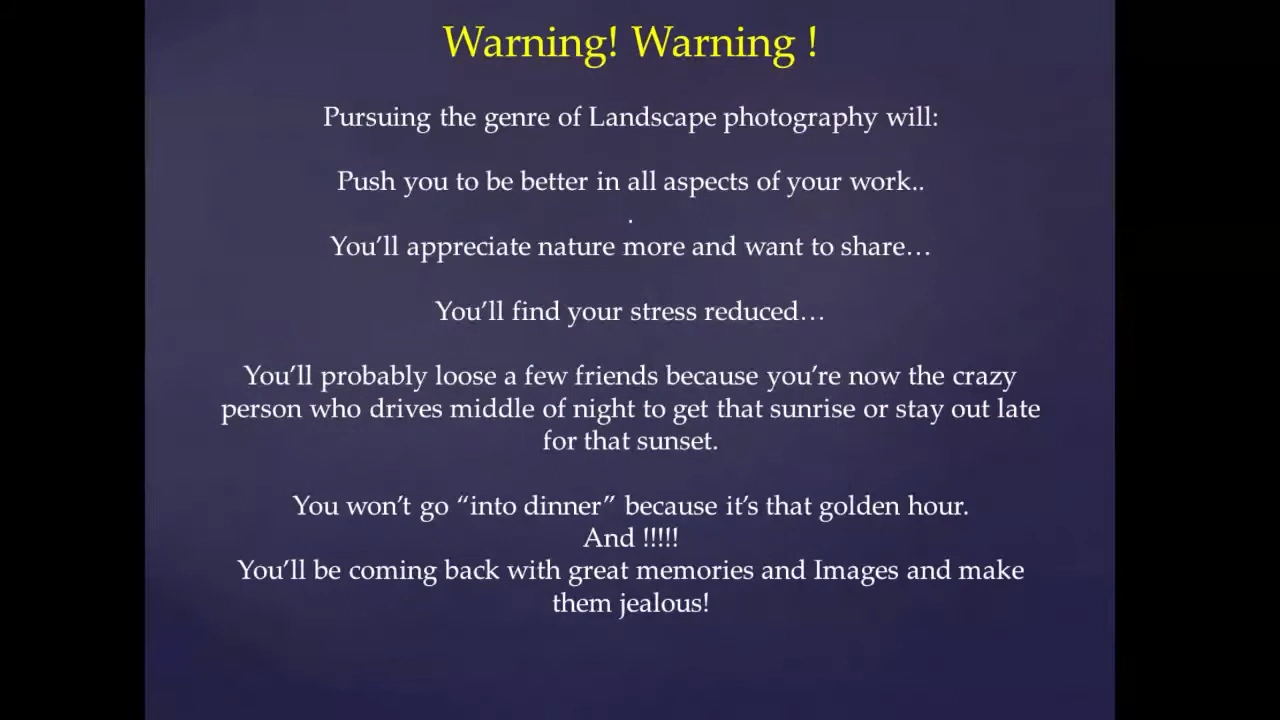 Warning! Warning !
Pursuing the genre of Landscape photography will:
Push you to be better in all aspects of your work..
.
You’ll appreciate nature more and want to share…
You’ll find your stress reduced…
You’ll probably loose a few friends because you’re now the crazy
person who drives middle of night to get that sunrise or stay out late
for that sunset.
You won’t go “into dinner” because it’s that golden hour.
And !!!!!
You’ll be coming back with great memories and Images and make
them jealous!